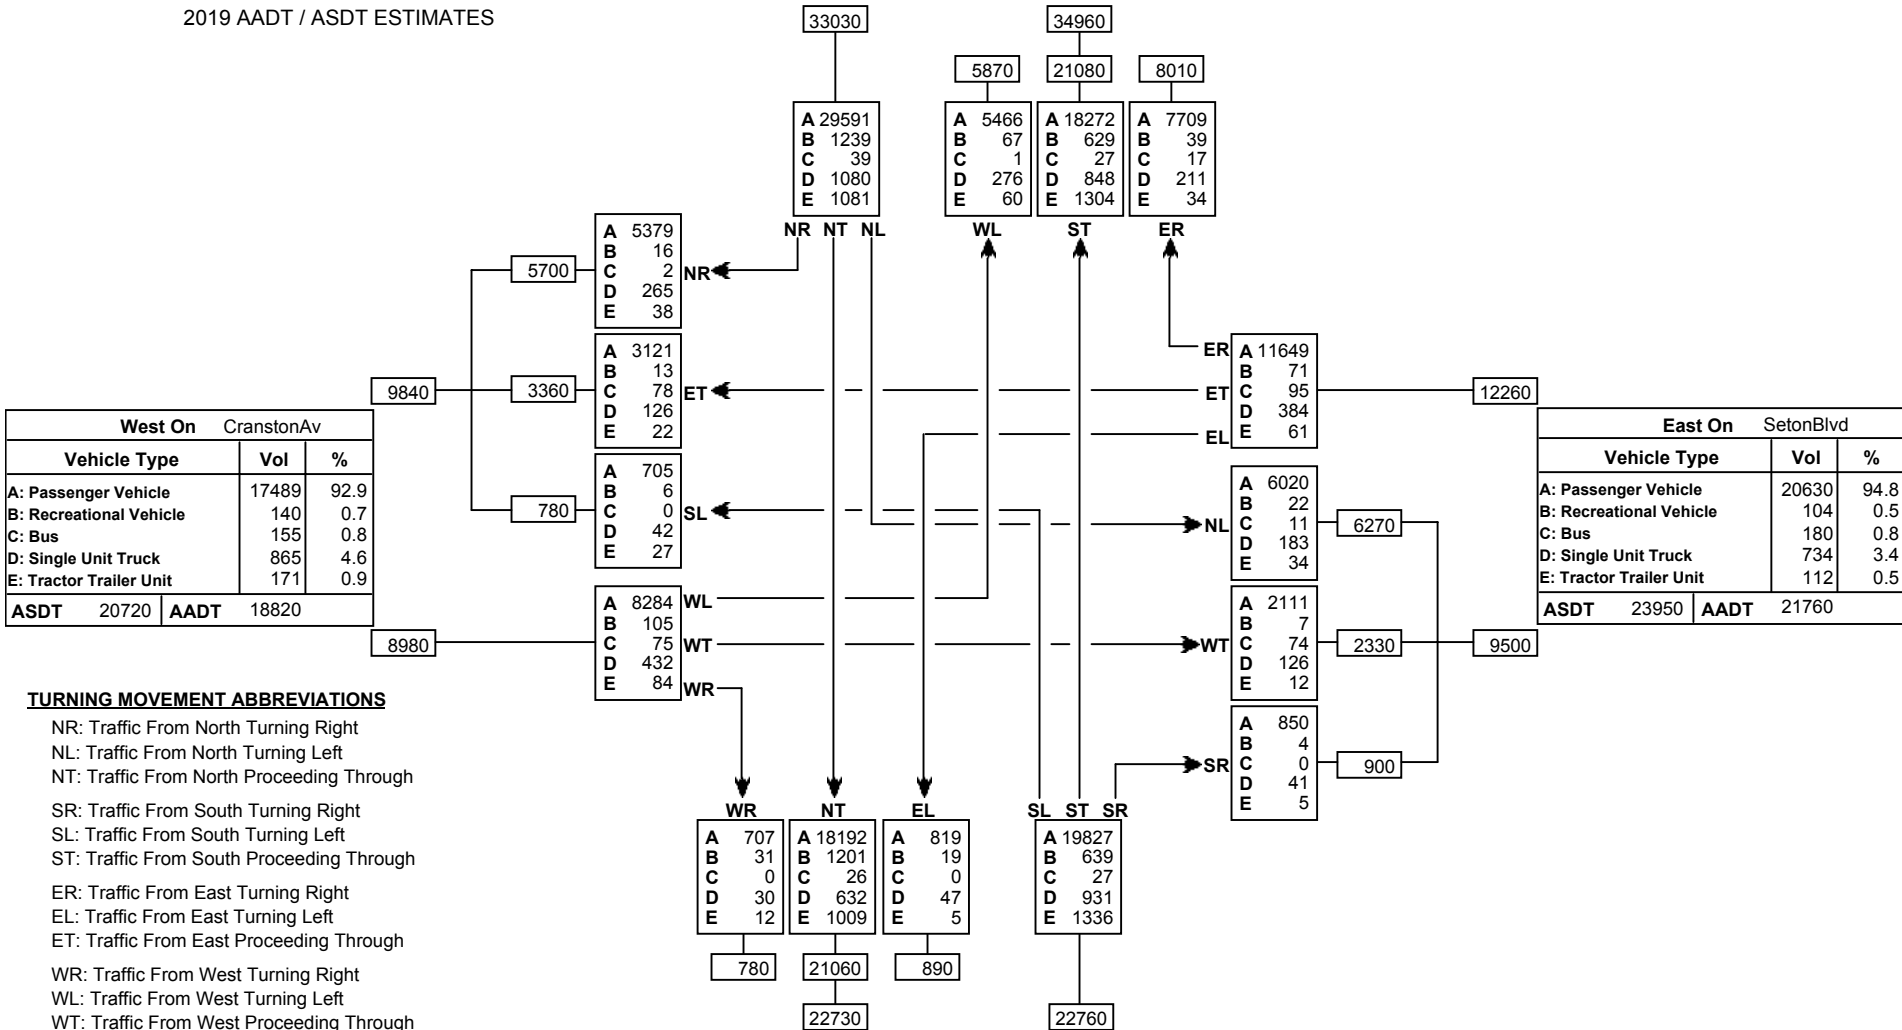 2019 AADT / ASDT ESTIMATES
33030
34960
5870
21080
8010
A 29591
B 1239
C 39
D 1080
E 1081
A 5466
B 67
C 1
D 276
E 60
A 18272
B 629
C 27
D 848
E 1304
A 7709
B 39
C 17
D 211
E 34
NR NT NL
WL
ST
ER
5700
A 5379
B 16
C 2
D 265
E 38
NR
9840
3360
A 3121
B 13
C 78
D 126
E 22
ET
780
A 705
B 6
C 0
D 42
E 27
SL
8980
A 8284
B 105
C 75
D 432
E 84
WL
WT
WR
ER
ET
EL
A 11649
B 71
C 95
D 384
E 61
12260
NL
A 6020
B 22
C 11
D 183
E 34
6270
WT
A 2111
B 7
C 74
D 126
E 12
2330
9500
SR
A 850
B 4
C 0
D 41
E 5
900
West On CranstonAv
Vehicle Type Vol %
A: Passenger Vehicle 17489 92.9
B: Recreational Vehicle 140 0.7
C: Bus 155 0.8
D: Single Unit Truck 865 4.6
E: Tractor Trailer Unit 171 0.9
ASDT 20720 AADT 18820
East On SetonBlvd
Vehicle Type Vol %
A: Passenger Vehicle 20630 94.8
B: Recreational Vehicle 104 0.5
C: Bus 180 0.8
D: Single Unit Truck 734 3.4
E: Tractor Trailer Unit 112 0.5
ASDT 23950 AADT 21760
TURNING MOVEMENT ABBREVIATIONS
NR: Traffic From North Turning Right
NL: Traffic From North Turning Left
NT: Traffic From North Proceeding Through
SR: Traffic From South Turning Right
SL: Traffic From South Turning Left
ST: Traffic From South Proceeding Through
ER: Traffic From East Turning Right
EL: Traffic From East Turning Left
ET: Traffic From East Proceeding Through
WR: Traffic From West Turning Right
WL: Traffic From West Turning Left
WT: Traffic From West Proceeding Through
WR
NT
EL
SL ST SR
A 707
B 31
C 0
D 30
E 12
A 18192
B 1201
C 26
D 632
E 1009
A 819
B 19
C 0
D 47
E 5
A 19827
B 639
C 27
D 931
E 1336
780
21060
890
22730
22760